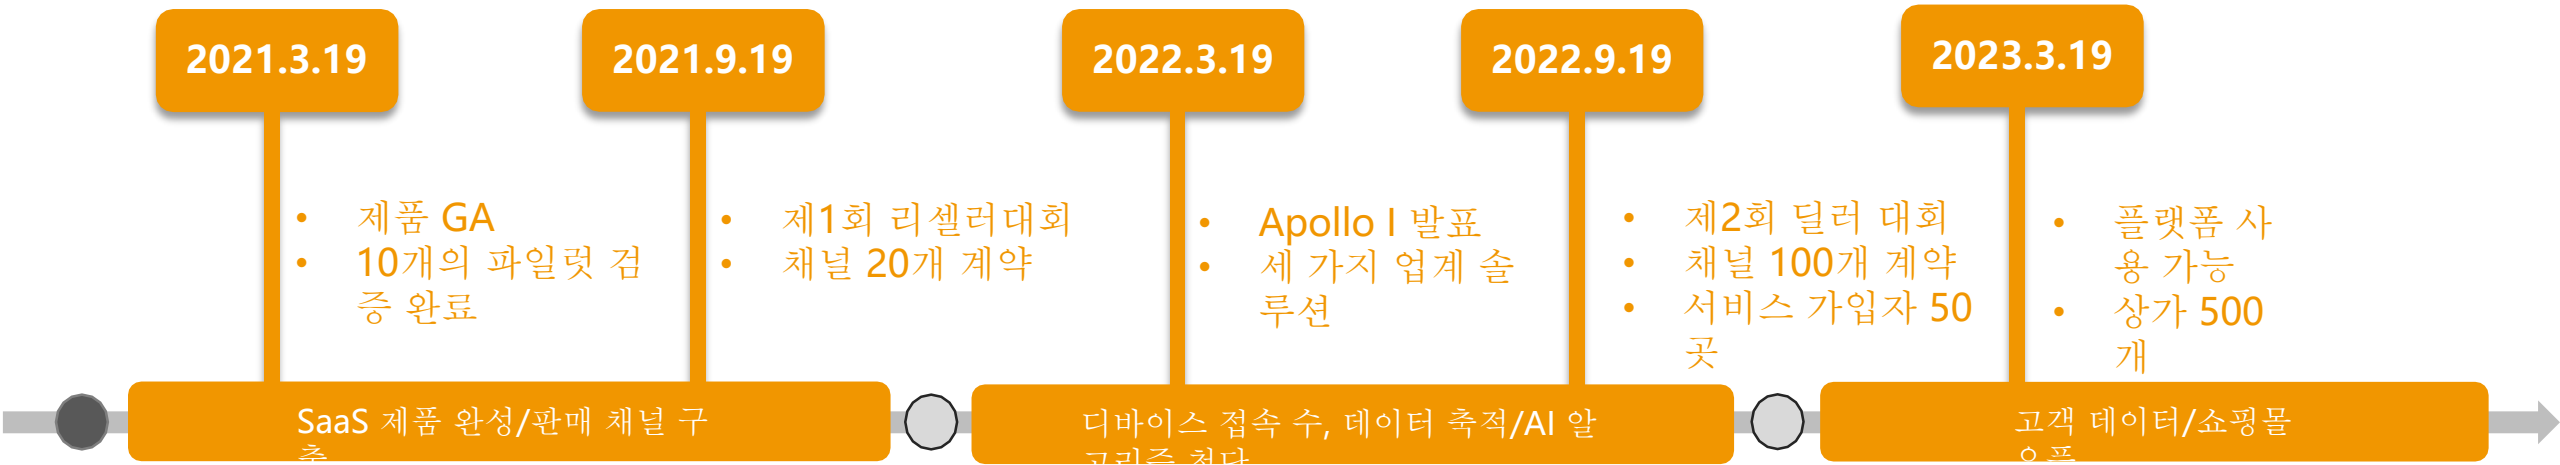 2021.3.19
2021.9.19
2022.3.19
2022.9.19
2023.3.19
• 제품 GA
• 10개의 파일럿 검
증 완료
• 제1회 리셀러대회
• 채널 20개 계약
• Apollo I 발표
• 세 가지 업계 솔
루션
• 제2회 딜러 대회
• 채널 100개 계약
• 서비스 가입자 50
곳
• 플랫폼 사
용 가능
• 상가 500
개
SaaS 제품 완성/판매 채널 구
디바이스 접속 수, 데이터 축적/AI 알
고객 데이터/쇼핑몰